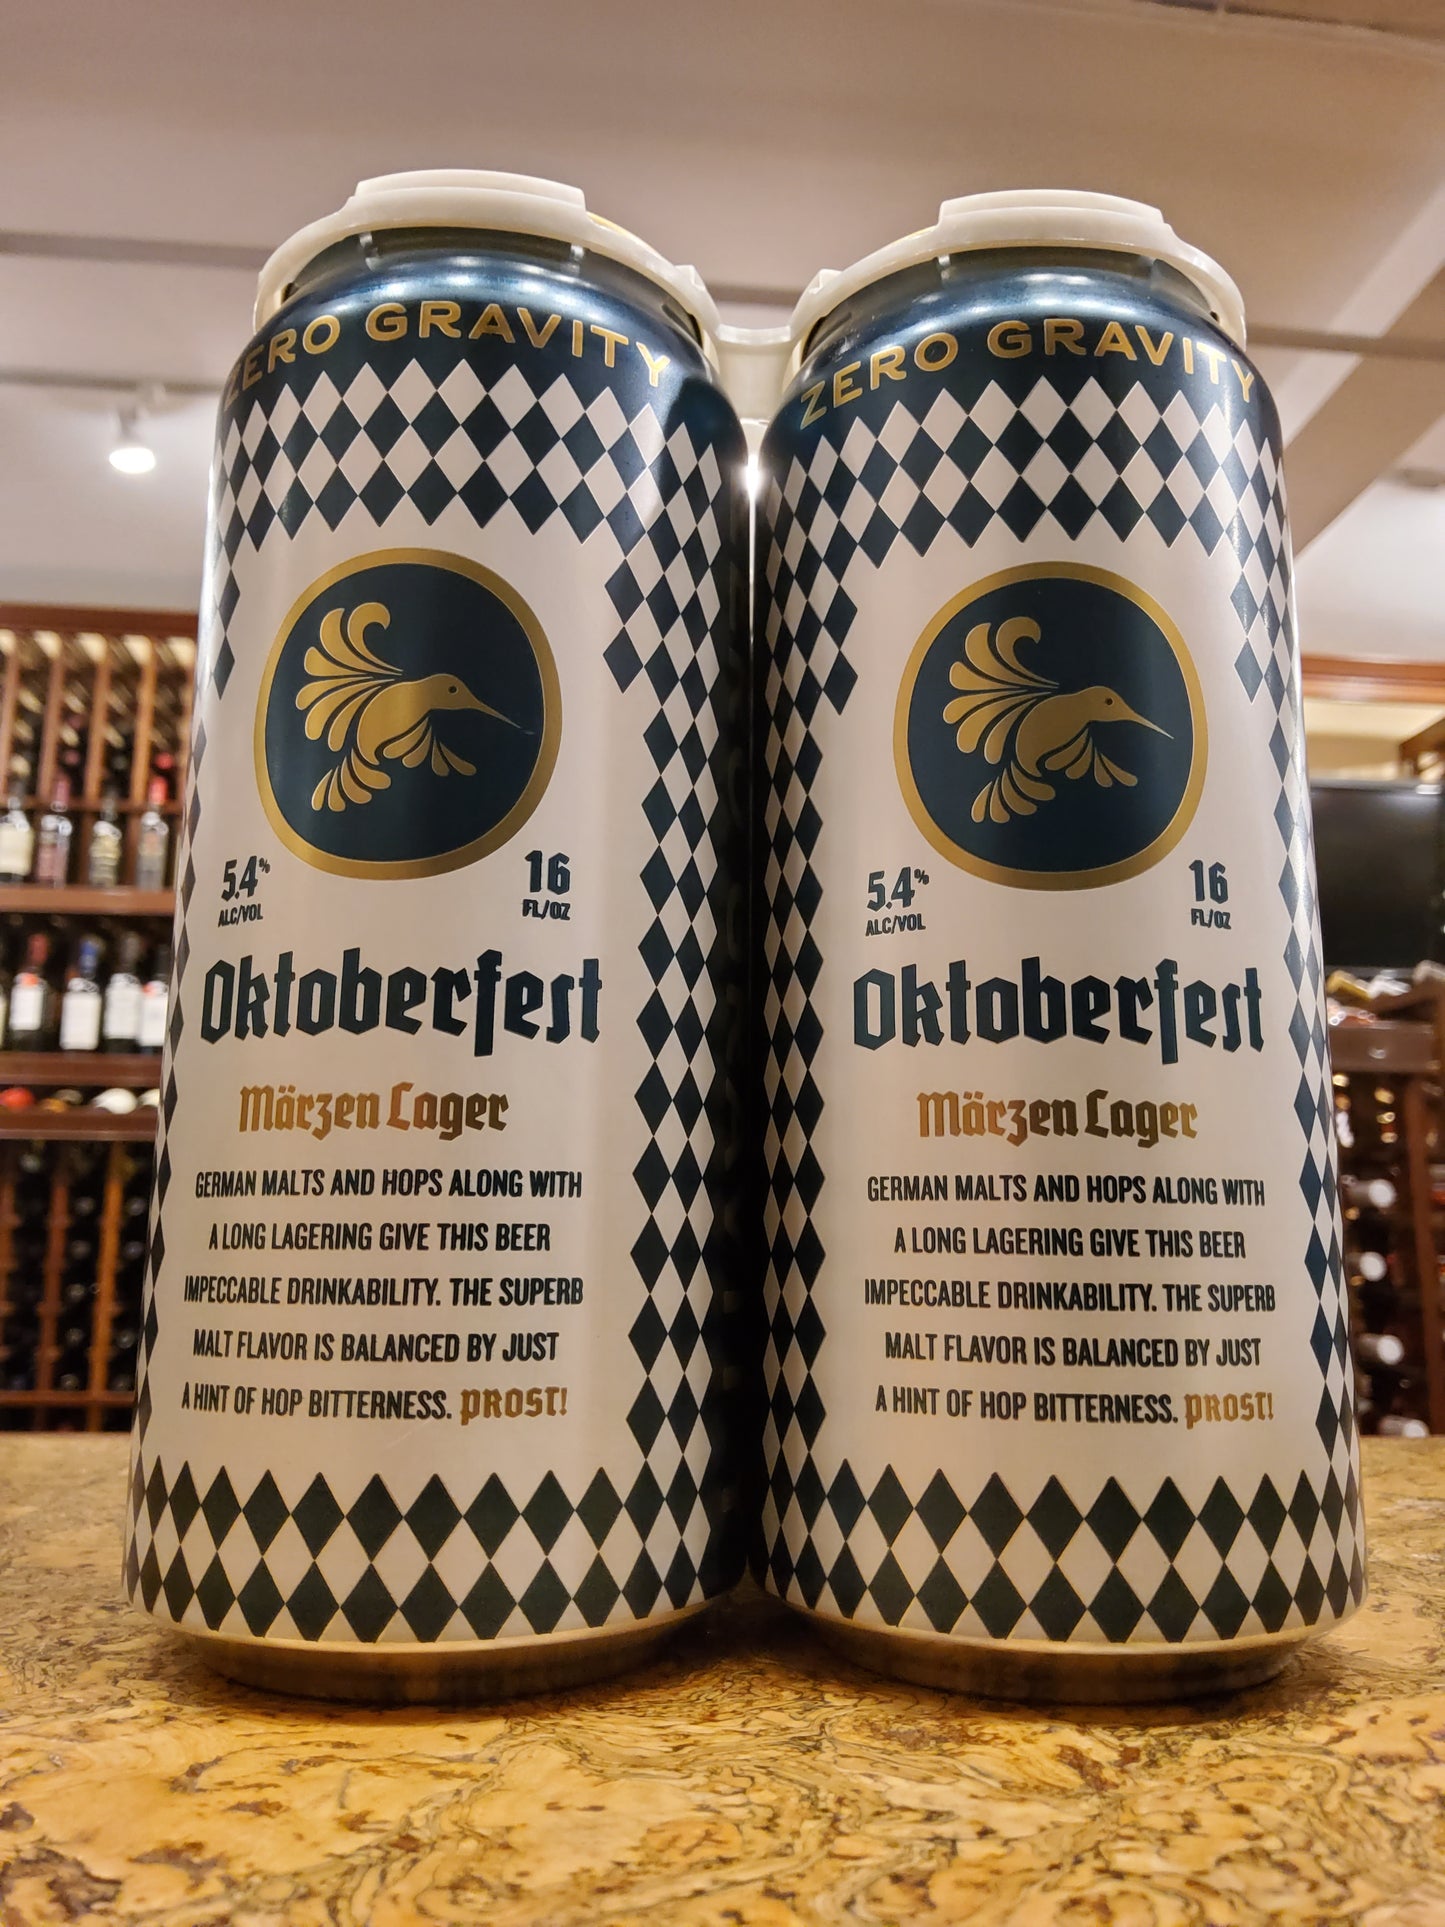 ZERO GRAVITY
5.4%
ALC/VOL
16
FL/OZ
Oktoberfest
Märzen Lager
GERMAN MALTS AND HOPS ALONG WITH
A LONG LAGERING GIVE THIS BEER
IMPECCABLE DRINKABILITY. THE SUPERB
MALT FLAVOR IS BALANCED BY JUST
A HINT OF HOP BITTERNESS. PROST!
ZERO GRAVITY
5.4%
ALC/VOL
16
FL/OZ
Oktoberfest
Märzen Lager
GERMAN MALTS AND HOPS ALONG WITH
A LONG LAGERING GIVE THIS BEER
IMPECCABLE DRINKABILITY. THE SUPERB
MALT FLAVOR IS BALANCED BY JUST
A HINT OF HOP BITTERNESS. PROST!